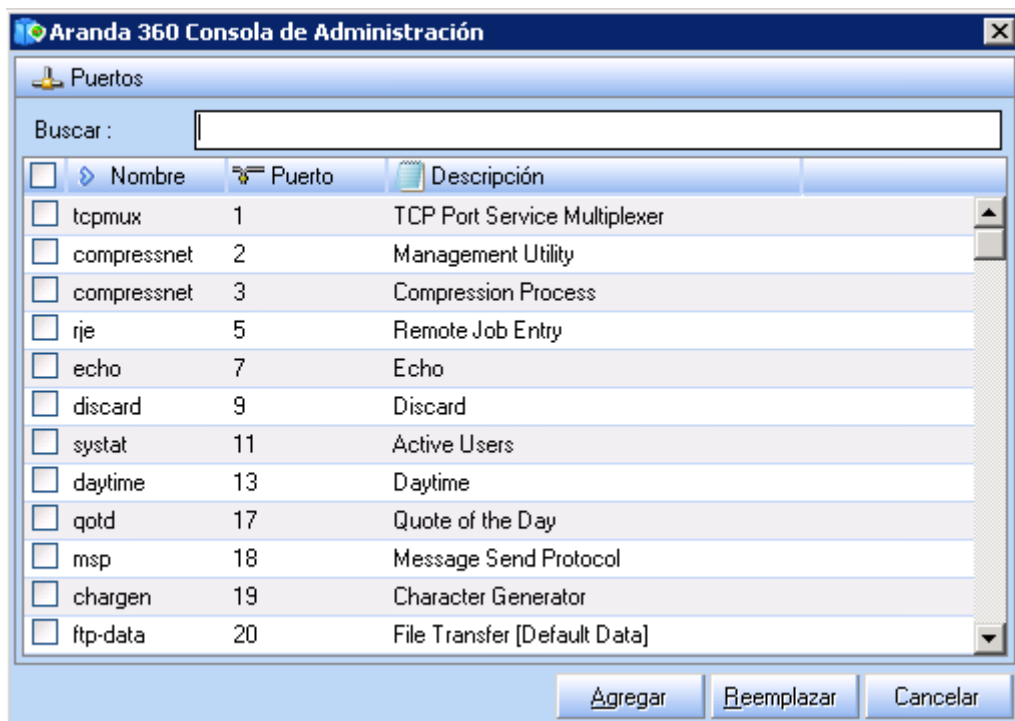 Aranda 360 Consola de Administración
Puertos
Buscar :
Nombre Puerto Descripción
tcpmux 1 TCP Port Service Multiplexer
compressnet 2 Management Utility
compressnet 3 Compression Process
rje 5 Remote Job Entry
echo 7 Echo
discard 9 Discard
systat 11 Active Users
daytime 13 Daytime
qotd 17 Quote of the Day
msp 18 Message Send Protocol
chargen 19 Character Generator
ftp-data 20 File Transfer [Default Data]
Agregar Reemplazar Cancelar